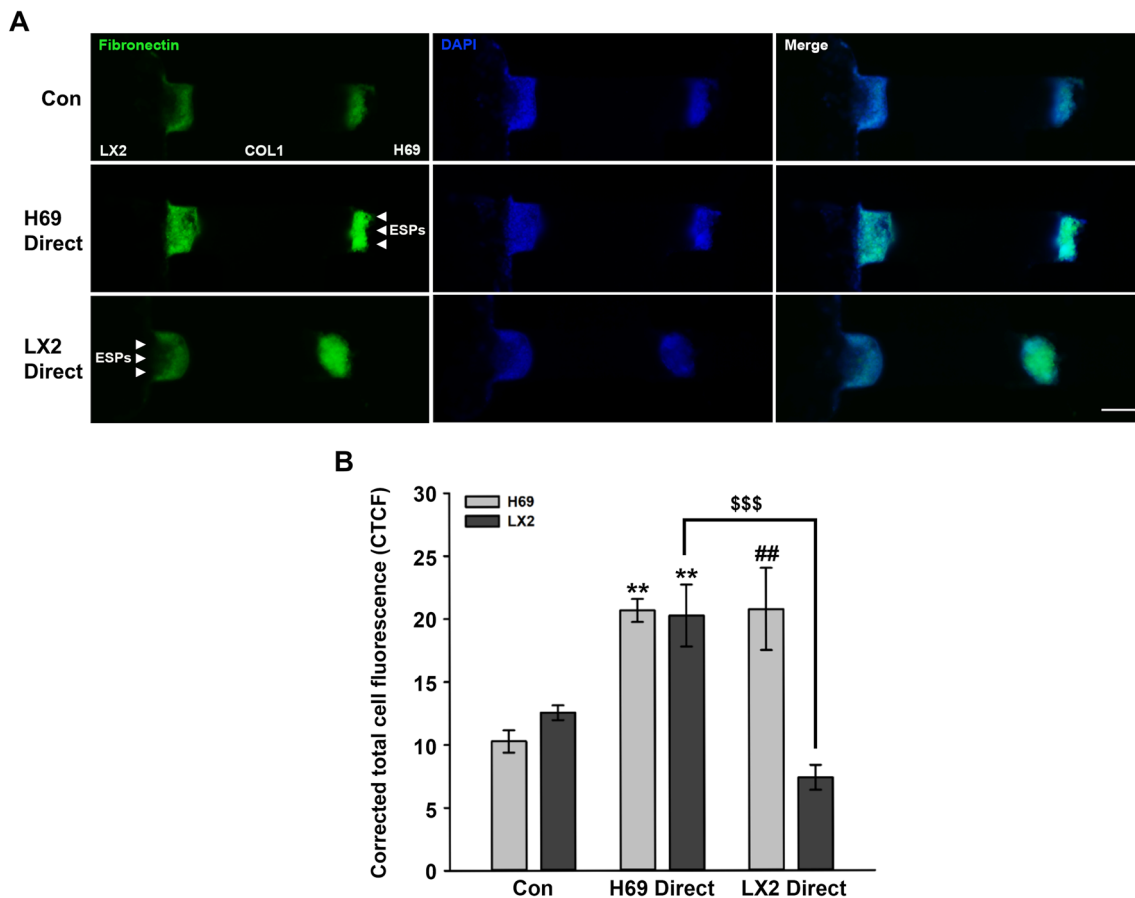 A
Fibronectin DAPI Merge
Con
LX2 COL1 H69
H69
Direct
ESPs
LX2
Direct
ESPs
B
Corrected total cell fluorescence (CTCF)
30
25
20
15
10
5
0
H69
LX2
$$$
##
** **
Con H69 Direct LX2 Direct